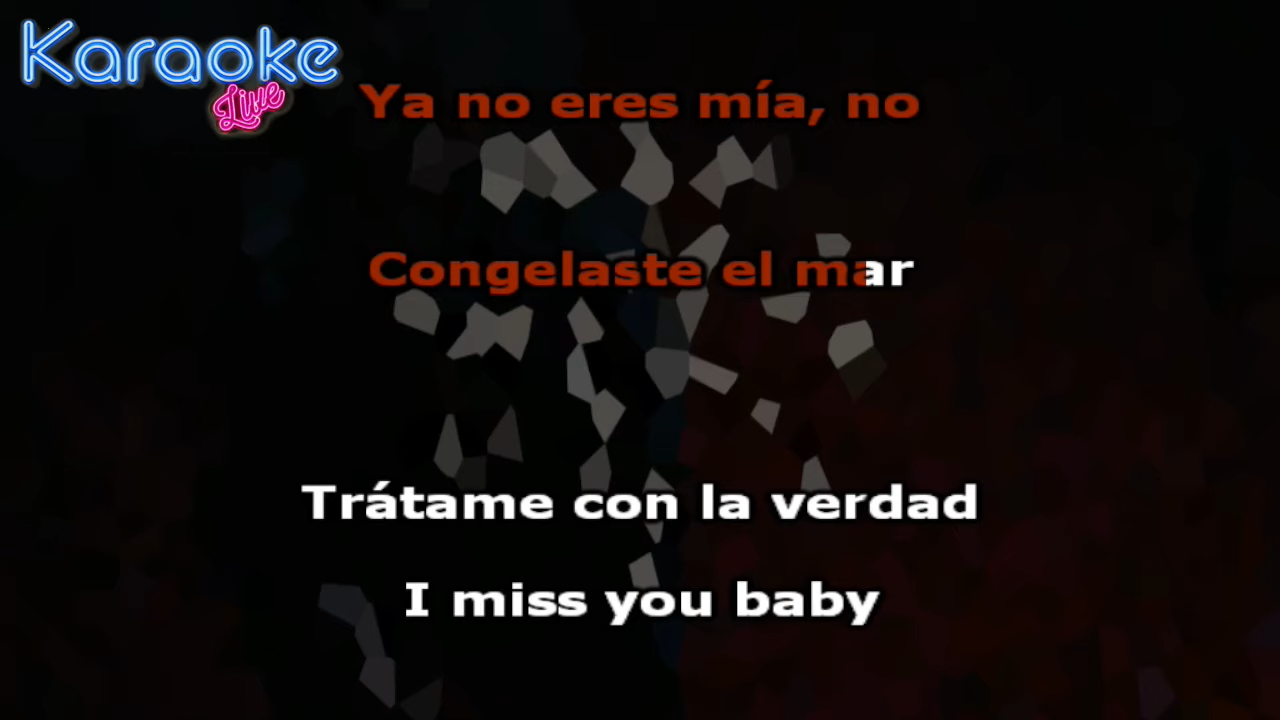 Karaoke
Live
Ya no eres mía, no
Congelaste el mar
Trátame con la verdad
I miss you baby